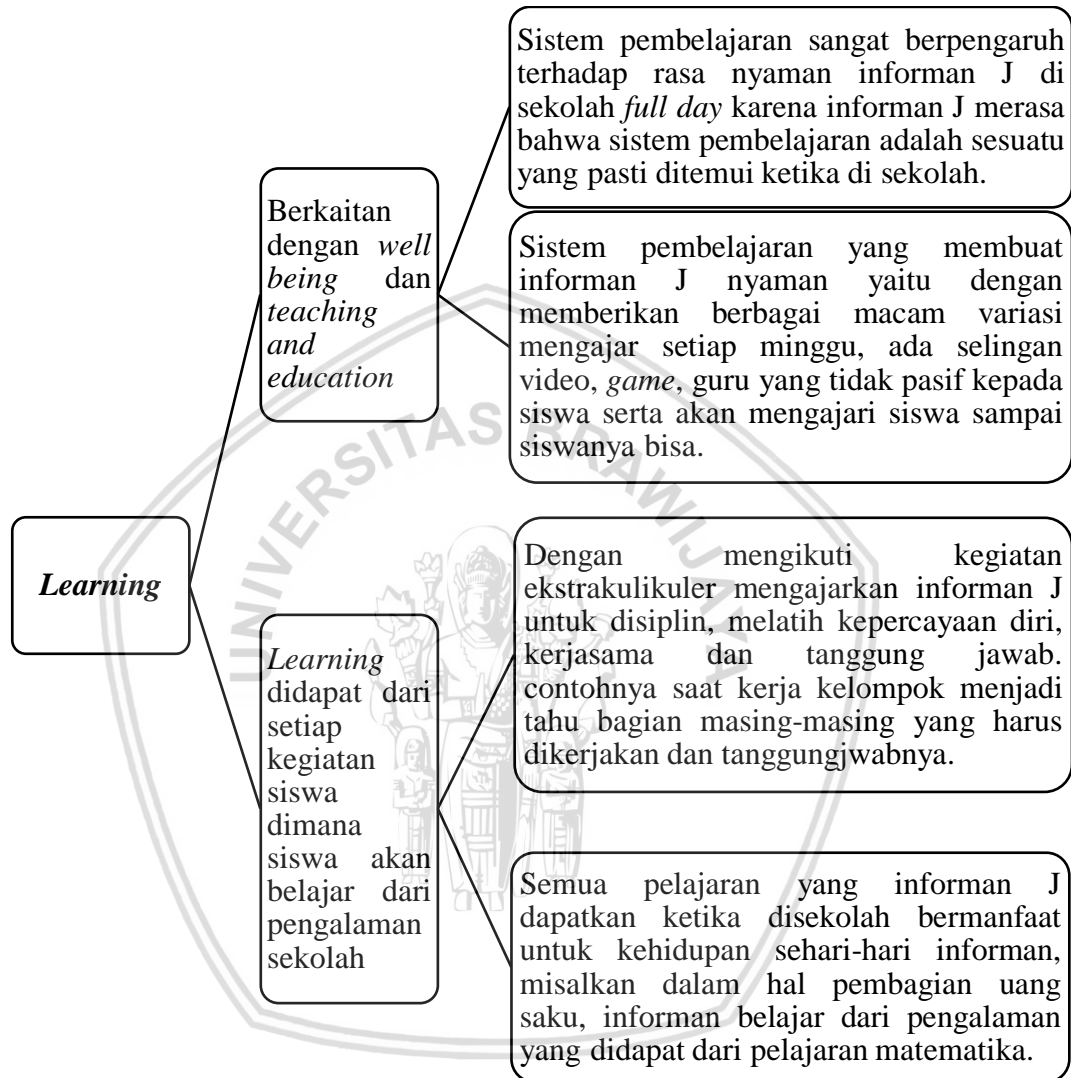 Sistem pembelajaran sangat berpengaruh
terhadap rasa nyaman informan J di
sekolah full day karena informan J merasa
bahwa sistem pembelajaran adalah sesuatu
yang pasti ditemui ketika di sekolah.
Berkaitan
dengan well
being dan
teaching
and
education
Sistem pembelajaran yang membuat
informan J nyaman yaitu dengan
memberikan berbagai macam variasi
mengajar setiap minggu, ada selingan
video, game, guru yang tidak pasif kepada
siswa serta akan mengajari siswa sampai
siswanya bisa.
Learning
Dengan mengikuti kegiatan
ekstrakulikuler mengajarkan informan J
untuk disiplin, melatih kepercayaan diri,
kerjasama dan tanggung jawab.
contohnya saat kerja kelompok menjadi
tahu bagian masing-masing yang harus
dikerjakan dan tanggungjwabnya.
Learning
didapat dari
setiap
kegiatan
siswa
dimana
siswa akan
belajar dari
pengalaman
sekolah
Semua pelajaran yang informan J
dapatkan ketika disekolah bermanfaat
untuk kehidupan sehari-hari informan,
misalkan dalam hal pembagian uang
saku, informan belajar dari pengalaman
yang didapat dari pelajaran matematika.
UNIVERSITAS BRAWIJAYA